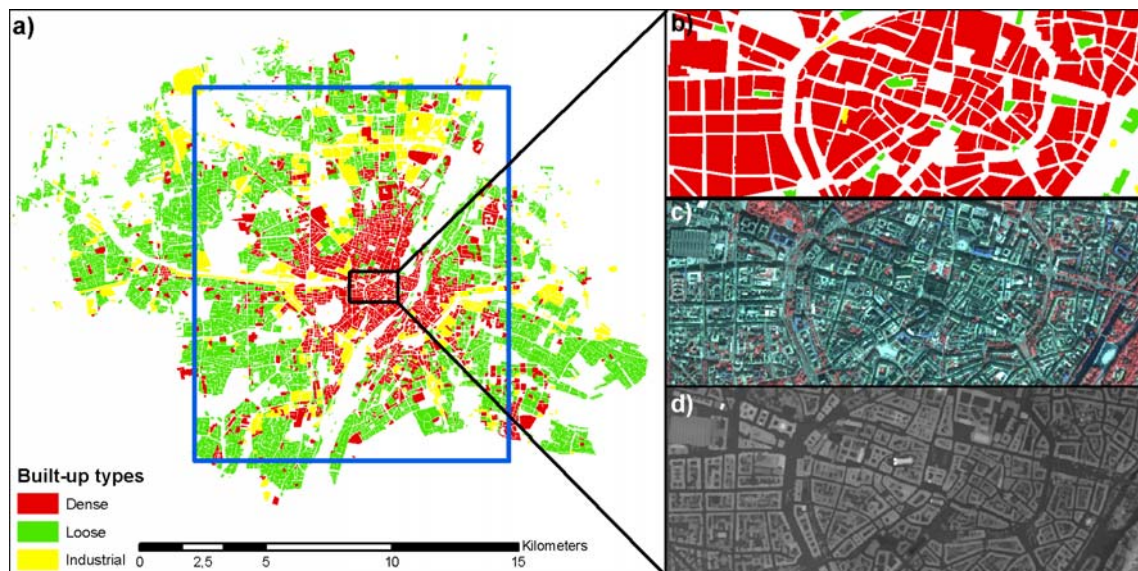 a)
b)
c)
d)
Built-up types
Dense
Loose
Industrial
Kilometers
0 2,5 5 10 15